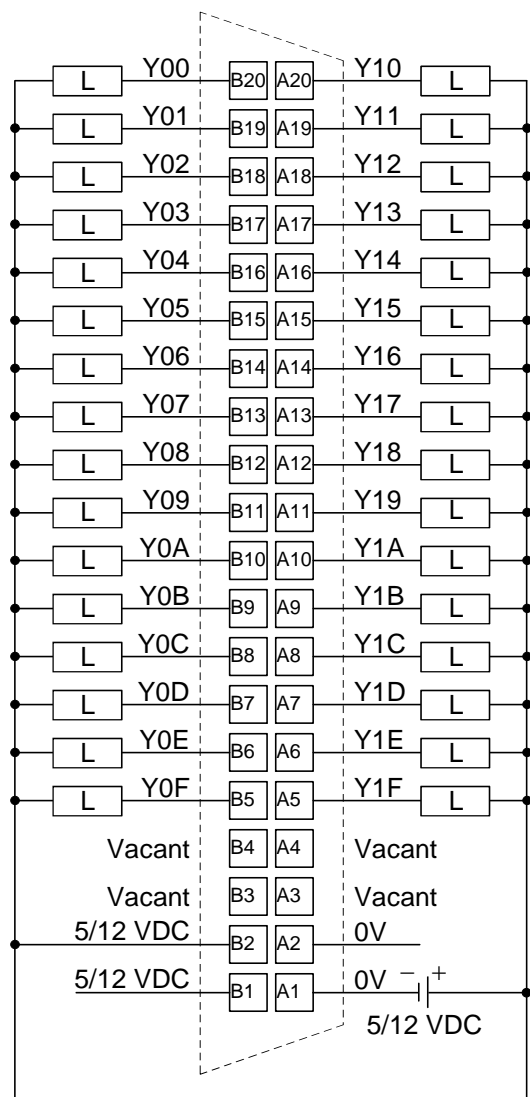 L Y00 B20 A20 Y10 L
L Y01 B19 A19 Y11 L
L Y02 B18 A18 Y12 L
L Y03 B17 A17 Y13 L
L Y04 B16 A16 Y14 L
L Y05 B15 A15 Y15 L
L Y06 B14 A14 Y16 L
L Y07 B13 A13 Y17 L
L Y08 B12 A12 Y18 L
L Y09 B11 A11 Y19 L
L Y0A B10 A10 Y1A L
L Y0B B9 A9 Y1B L
L Y0C B8 A8 Y1C L
L Y0D B7 A7 Y1D L
L Y0E B6 A6 Y1E L
L Y0F B5 A5 Y1F L
Vacant B4 A4 Vacant
Vacant B3 A3 Vacant
5/12 VDC B2 A2 0V
5/12 VDC B1 A1 0V − +
5/12 VDC